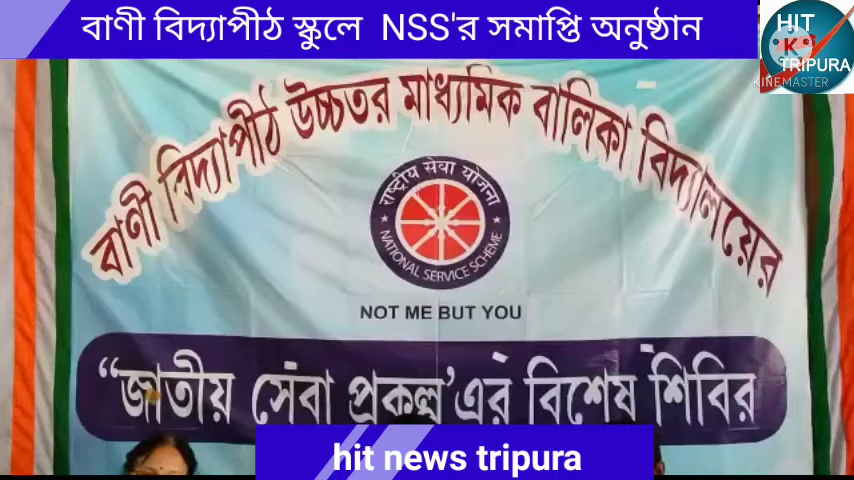 বাণী বিদ্যাপীঠ স্কুলে NSS'র সমাপ্তি অনুষ্ঠান
HIT
K
TRIPURA
KINEMASTER
বাণী বিদ্যাপীঠ উচ্চতর মাধ্যমিক বালিকা বিদ্যালয়ের
राष्ट्रीय सेवा योजना
NATIONAL SERVICE SCHEME
NOT ME BUT YOU
“জাতীয় সেবা প্রকল্প’এর বিশেষ শিবির
hit news tripura